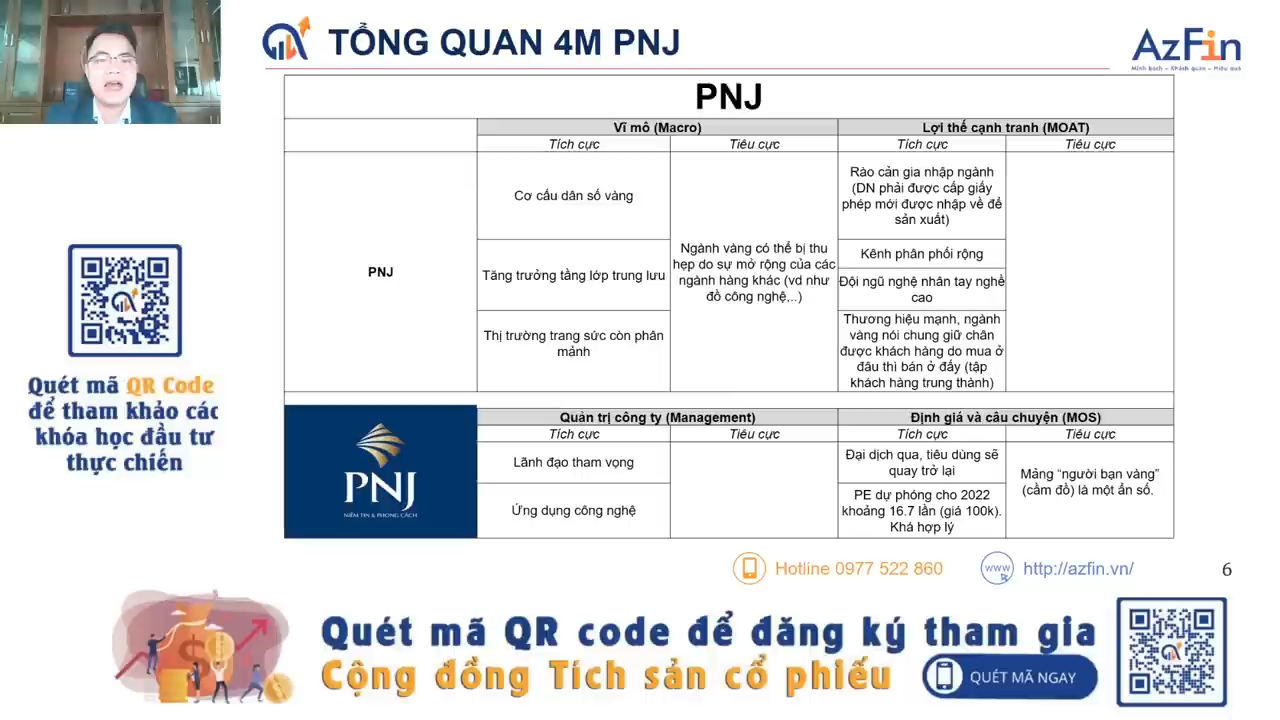 TỔNG QUAN 4M PNJ
AzFin
Minh bạch – Khách quan – Hiệu quả
PNJ
Vĩ mô (Macro)
Lợi thế cạnh tranh (MOAT)
Tích cực
Tiêu cực
Tích cực
Tiêu cực
PNJ
Cơ cấu dân số vàng
Tăng trưởng tầng lớp trung lưu
Thị trường trang sức còn phân
mảnh
Ngành vàng có thể bị thu
hẹp do sự mở rộng của các
ngành hàng khác (vd như
đồ công nghệ,..)
Rào cản gia nhập ngành
(DN phải được cấp giấy
phép mới được nhập về để
sản xuất)
Kênh phân phối rộng
Đội ngũ nghệ nhân tay nghề
cao
Thương hiệu mạnh, ngành
vàng nói chung giữ chân
được khách hàng do mua ở
đâu thì bán ở đấy (tập
khách hàng trung thành)
Quản trị công ty (Management)
Định giá và câu chuyện (MOS)
Tích cực
Tiêu cực
Tích cực
Tiêu cực
PNJ
NIỀM TIN & PHONG CÁCH
Lãnh đạo tham vọng
Ứng dụng công nghệ
Đại dịch qua, tiêu dùng sẽ
quay trở lại
PE dự phóng cho 2022
khoảng 16.7 lần (giá 100k).
Khá hợp lý
Mảng “người bạn vàng”
(cầm đồ) là một ẩn số.
Quét mã QR Code
để tham khảo các
khóa học đầu tư
thực chiến
Hotline 0977 522 860
www
http://azfin.vn/
6
Quét mã QR code để đăng ký tham gia
Cộng đồng Tích sản cổ phiếu
QUÉT MÃ NGAY